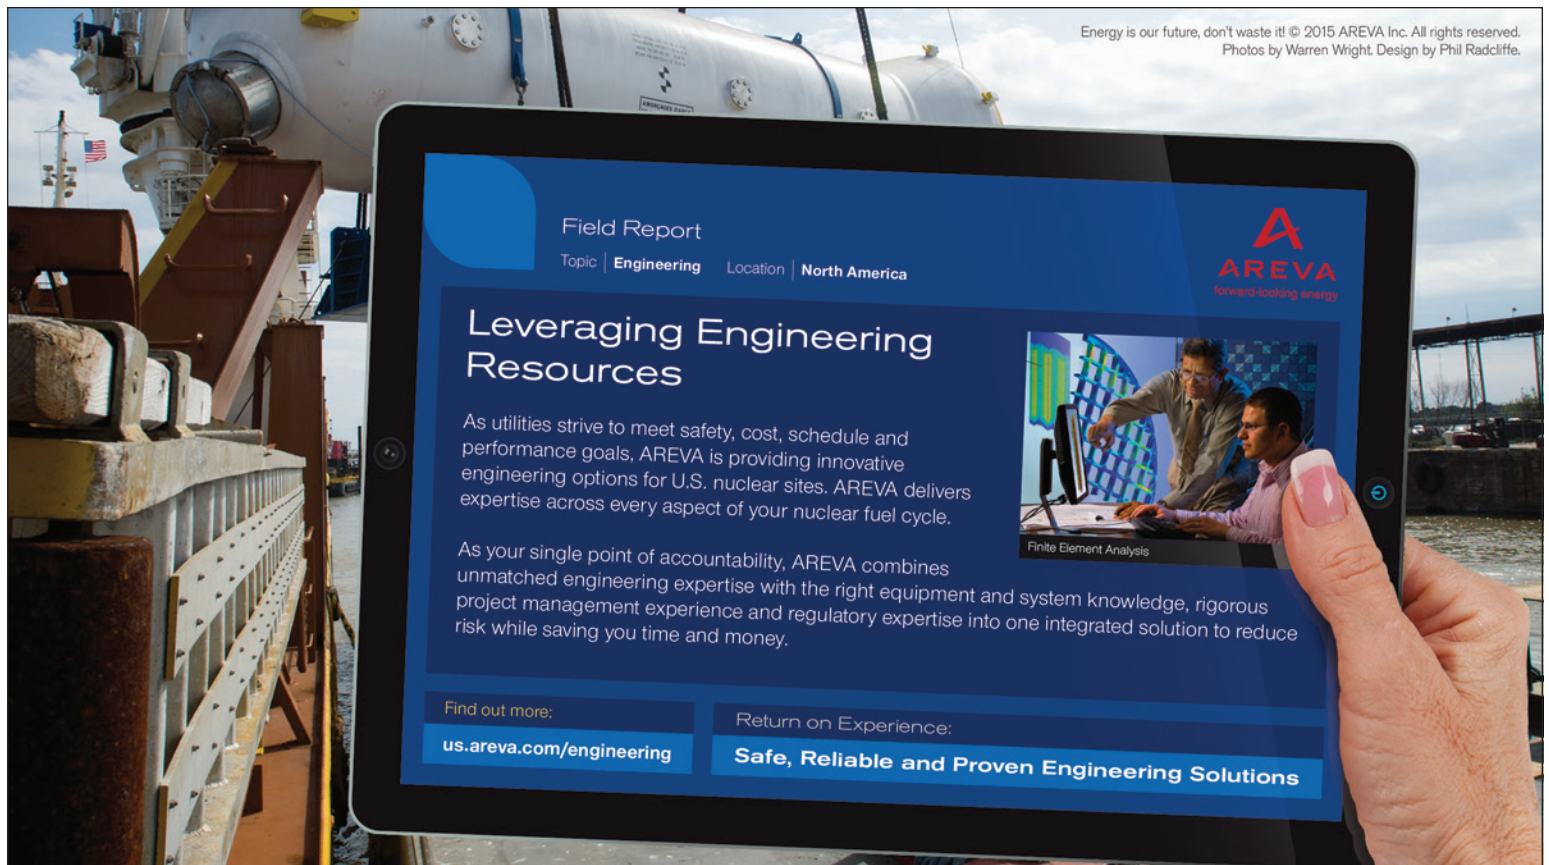 Energy is our future, don't waste it! © 2015 AREVA Inc. All rights reserved.
Photos by Warren Wright. Design by Phil Radcliffe.
Field Report
Topic | Engineering Location | North America
AREVA
forward-looking energy
Leveraging Engineering
Resources
As utilities strive to meet safety, cost, schedule and
performance goals, AREVA is providing innovative
engineering options for U.S. nuclear sites. AREVA delivers
expertise across every aspect of your nuclear fuel cycle.
Finite Element Analysis
As your single point of accountability, AREVA combines
unmatched engineering expertise with the right equipment and system knowledge, rigorous
project management experience and regulatory expertise into one integrated solution to reduce
risk while saving you time and money.
Find out more:
us.areva.com/engineering
Return on Experience:
Safe, Reliable and Proven Engineering Solutions